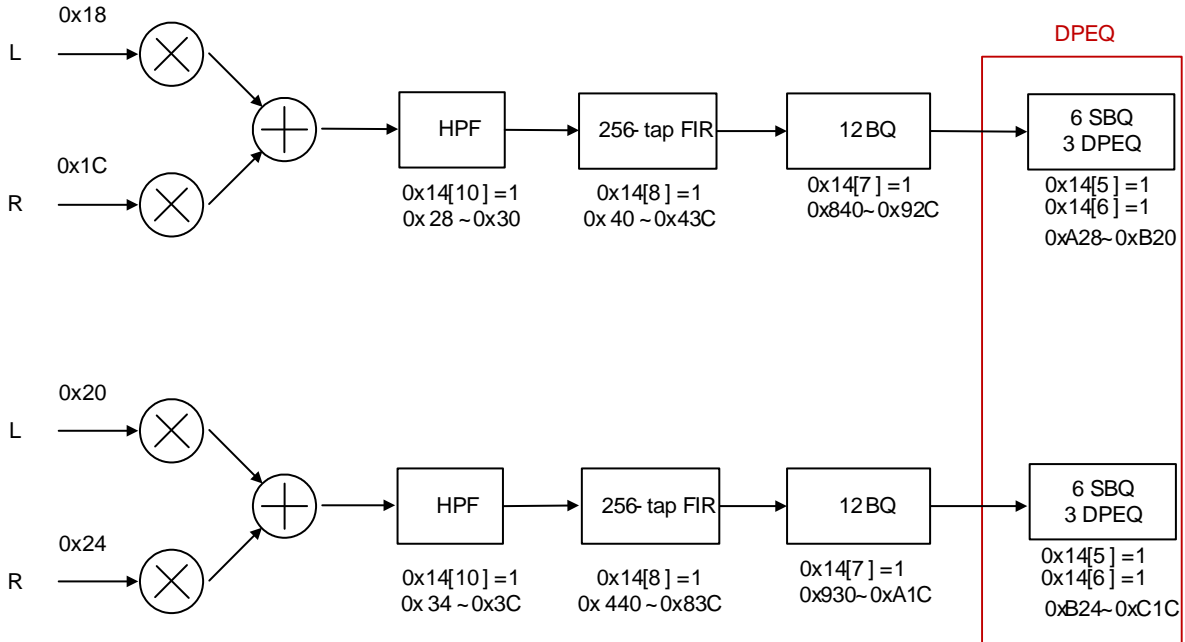 0x18
L
0x1C
R
DPEQ
HPF
0x14[10] =1
0x 28 ~0x30
256- tap FIR
0x14[8] =1
0x 40 ~0x43C
12 BQ
0x14[7] =1
0x840~0x92C
6 SBQ
3 DPEQ
0x14[5] =1
0x14[6] =1
0xA28~0xB20
0x20
L
0x24
R
HPF
0x14[10] =1
0x 34 ~0x3C
256- tap FIR
0x14[8] =1
0x 440~0x83C
12 BQ
0x14[7] =1
0x930~0xA1C
6 SBQ
3 DPEQ
0x14[5] =1
0x14[6] =1
0xB24~0xC1C